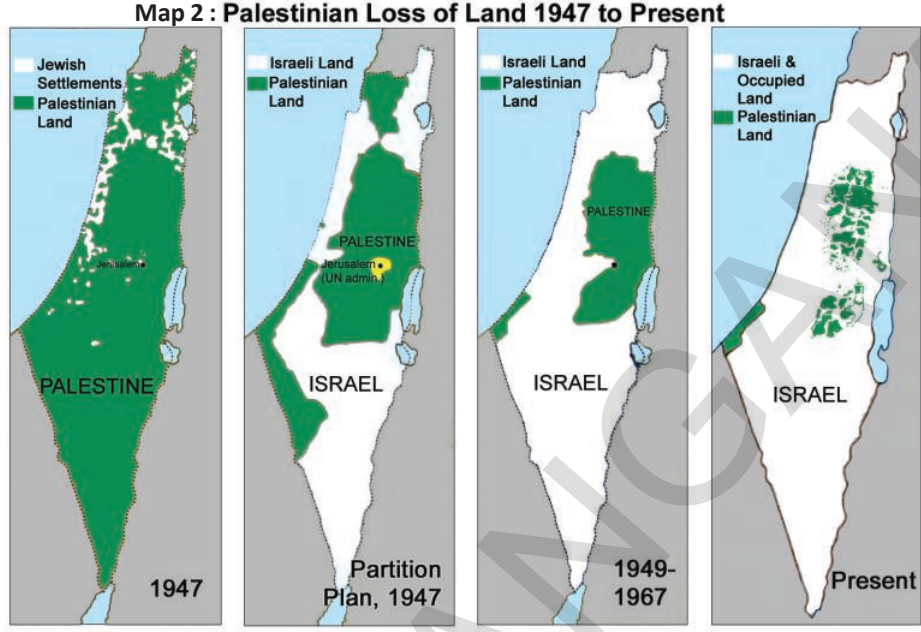 Map 2 : Palestinian Loss of Land 1947 to Present
Jewish
Settlements
Palestinian
Land
Jerusalem
PALESTINE
1947
Israeli Land
Palestinian
Land
PALESTINE
Jerusalem
(UN admin.)
ISRAEL
Partition
Plan, 1947
Israeli Land
Palestinian
Land
PALESTINE
ISRAEL
1949-
1967
Israeli &
Occupied
Land
Palestinian
Land
ISRAEL
Present